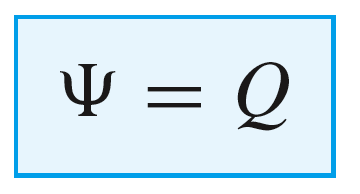 Ψ = Q